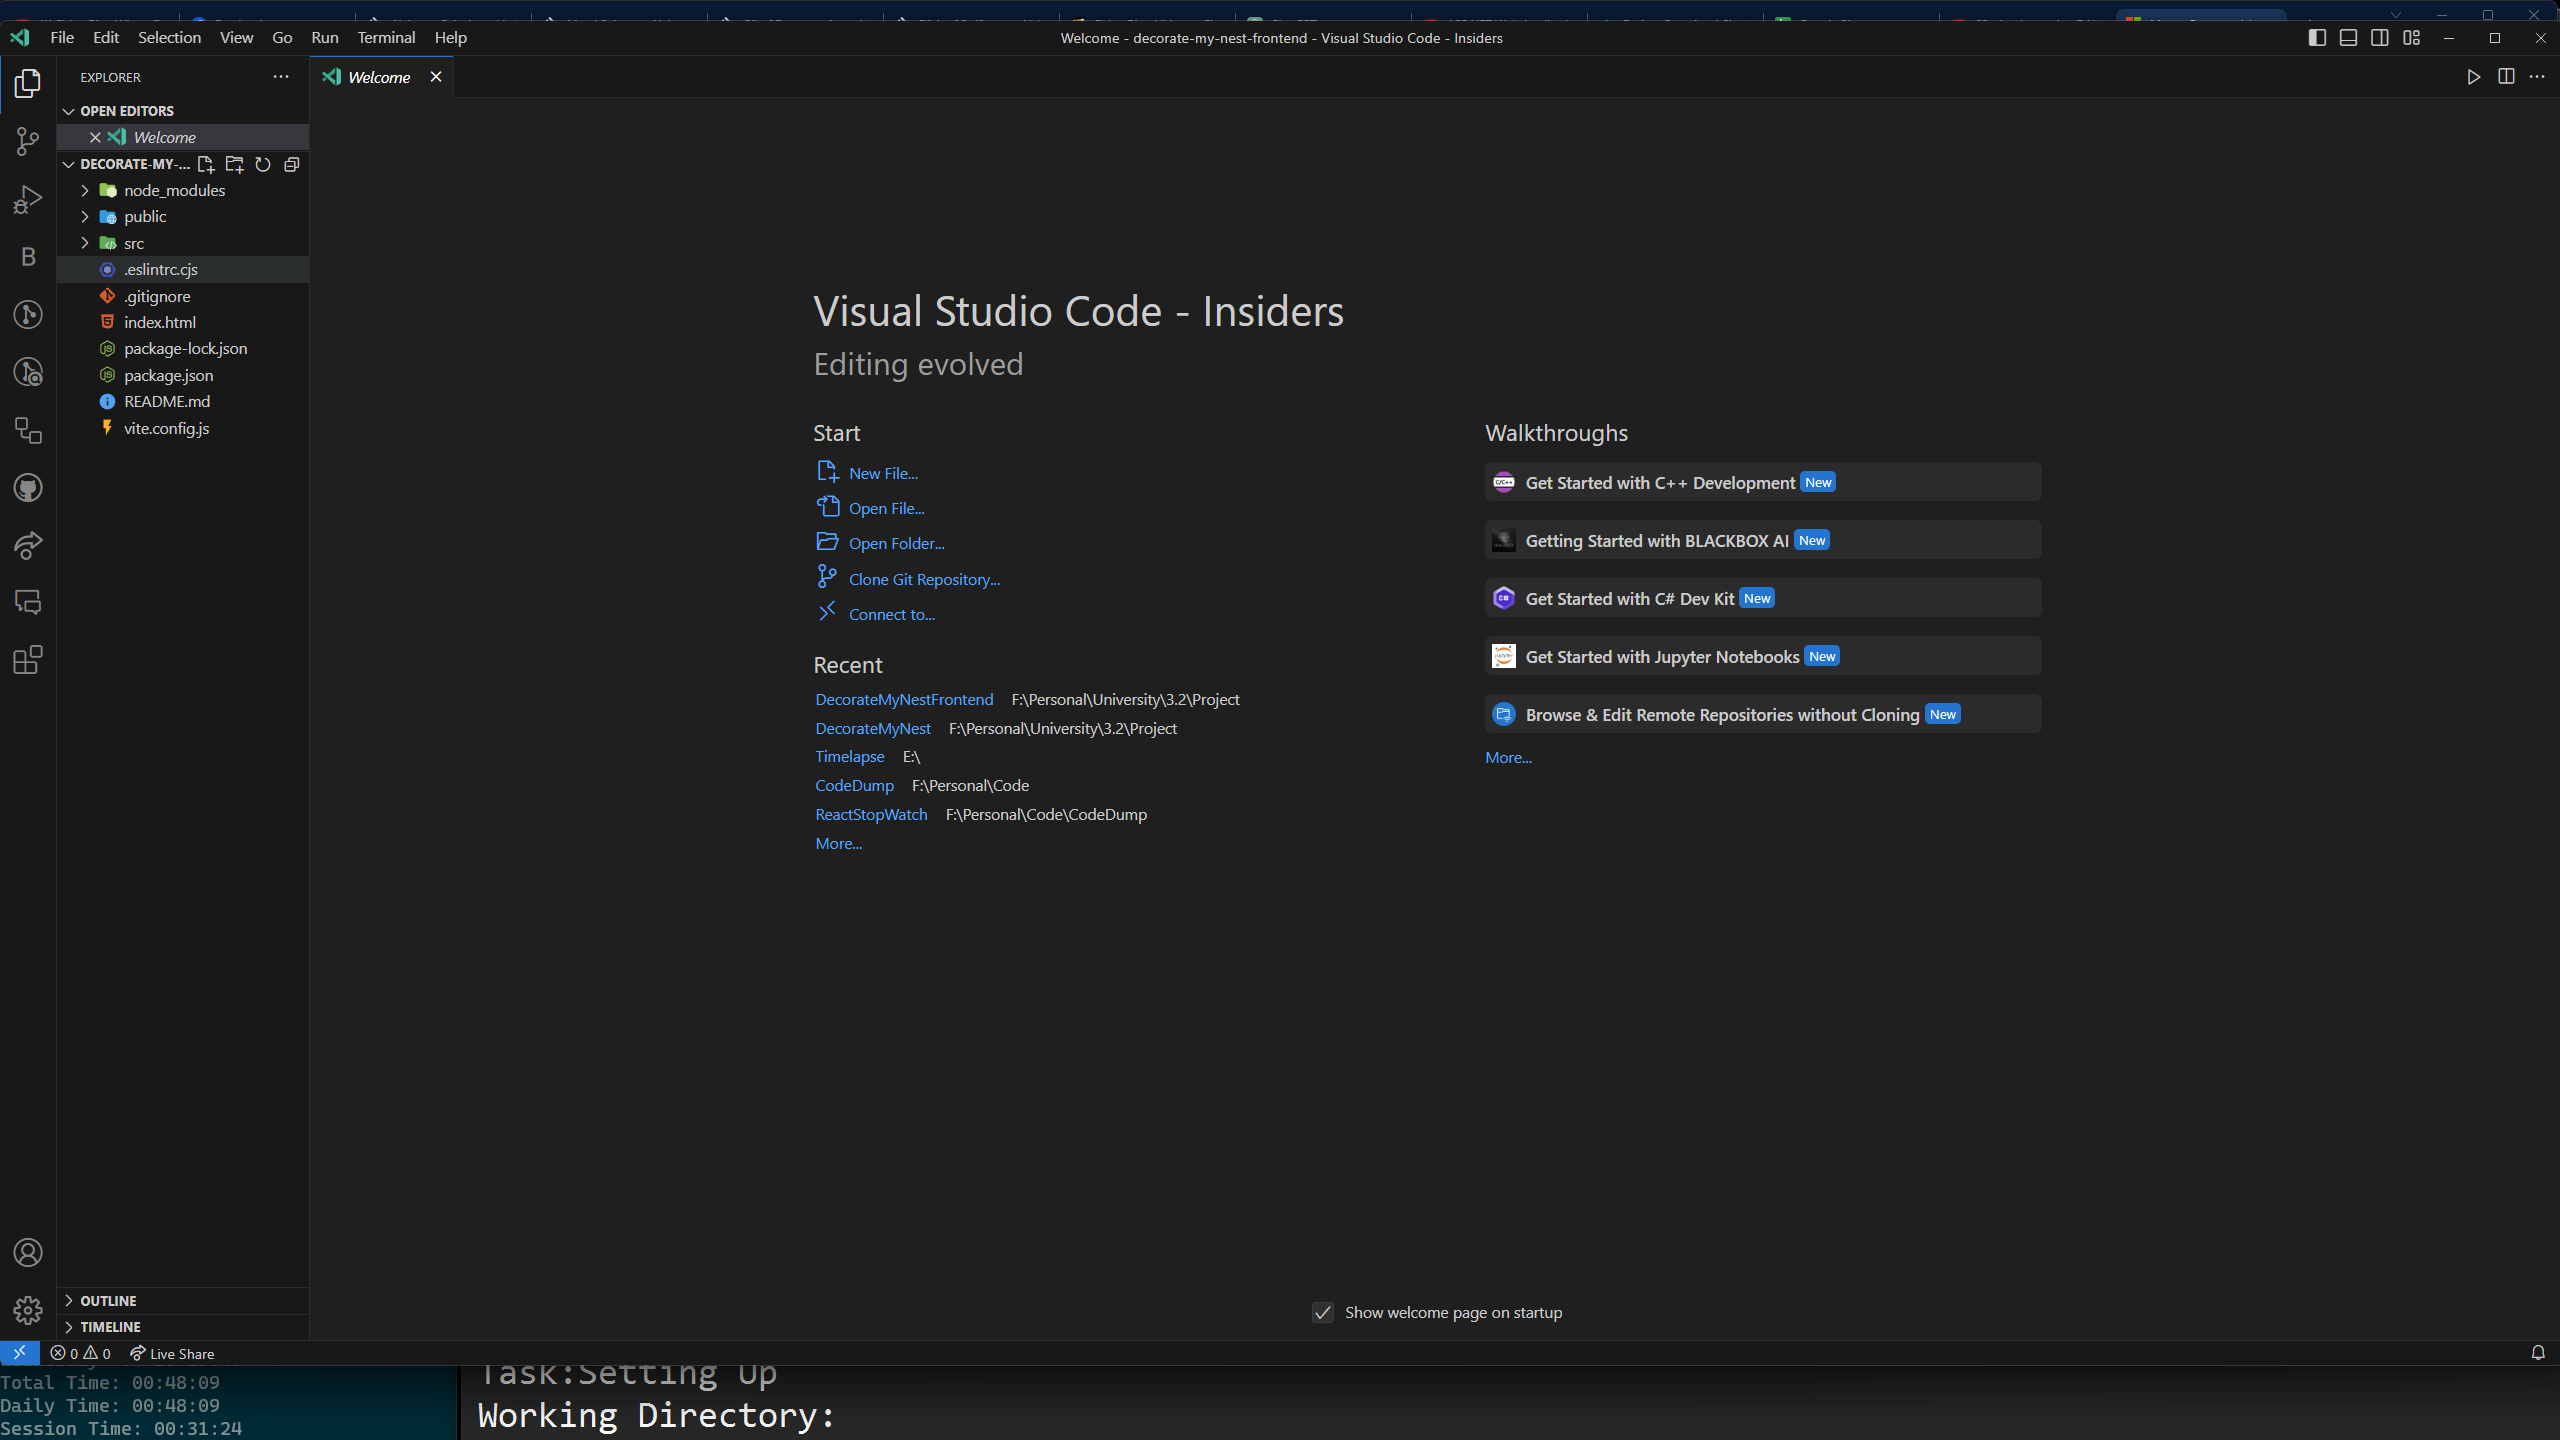 File Edit Selection View Go Run Terminal Help
Welcome - decorate-my-nest-frontend - Visual Studio Code - Insiders
EXPLORER
Welcome
OPEN EDITORS
Welcome
DECORATE-MY-...
node_modules
public
src
.eslintrc.cjs
.gitignore
index.html
package-lock.json
package.json
README.md
vite.config.js
B
Visual Studio Code - Insiders
Editing evolved
Start
New File...
Open File...
Open Folder...
Clone Git Repository...
Connect to...
Recent
DecorateMyNestFrontend F:\Personal\University\3.2\Project
DecorateMyNest F:\Personal\University\3.2\Project
Timelapse E:\
CodeDump F:\Personal\Code
ReactStopWatch F:\Personal\Code\CodeDump
More...
Walkthroughs
Get Started with C++ Development New
Getting Started with BLACKBOX AI New
Get Started with C# Dev Kit New
Get Started with Jupyter Notebooks New
Browse & Edit Remote Repositories without Cloning New
More...
Show welcome page on startup
OUTLINE
TIMELINE
0 0 Live Share
Total Time: 00:48:09
Daily Time: 00:48:09
Session Time: 00:31:24
Task:Setting Up
Working Directory: